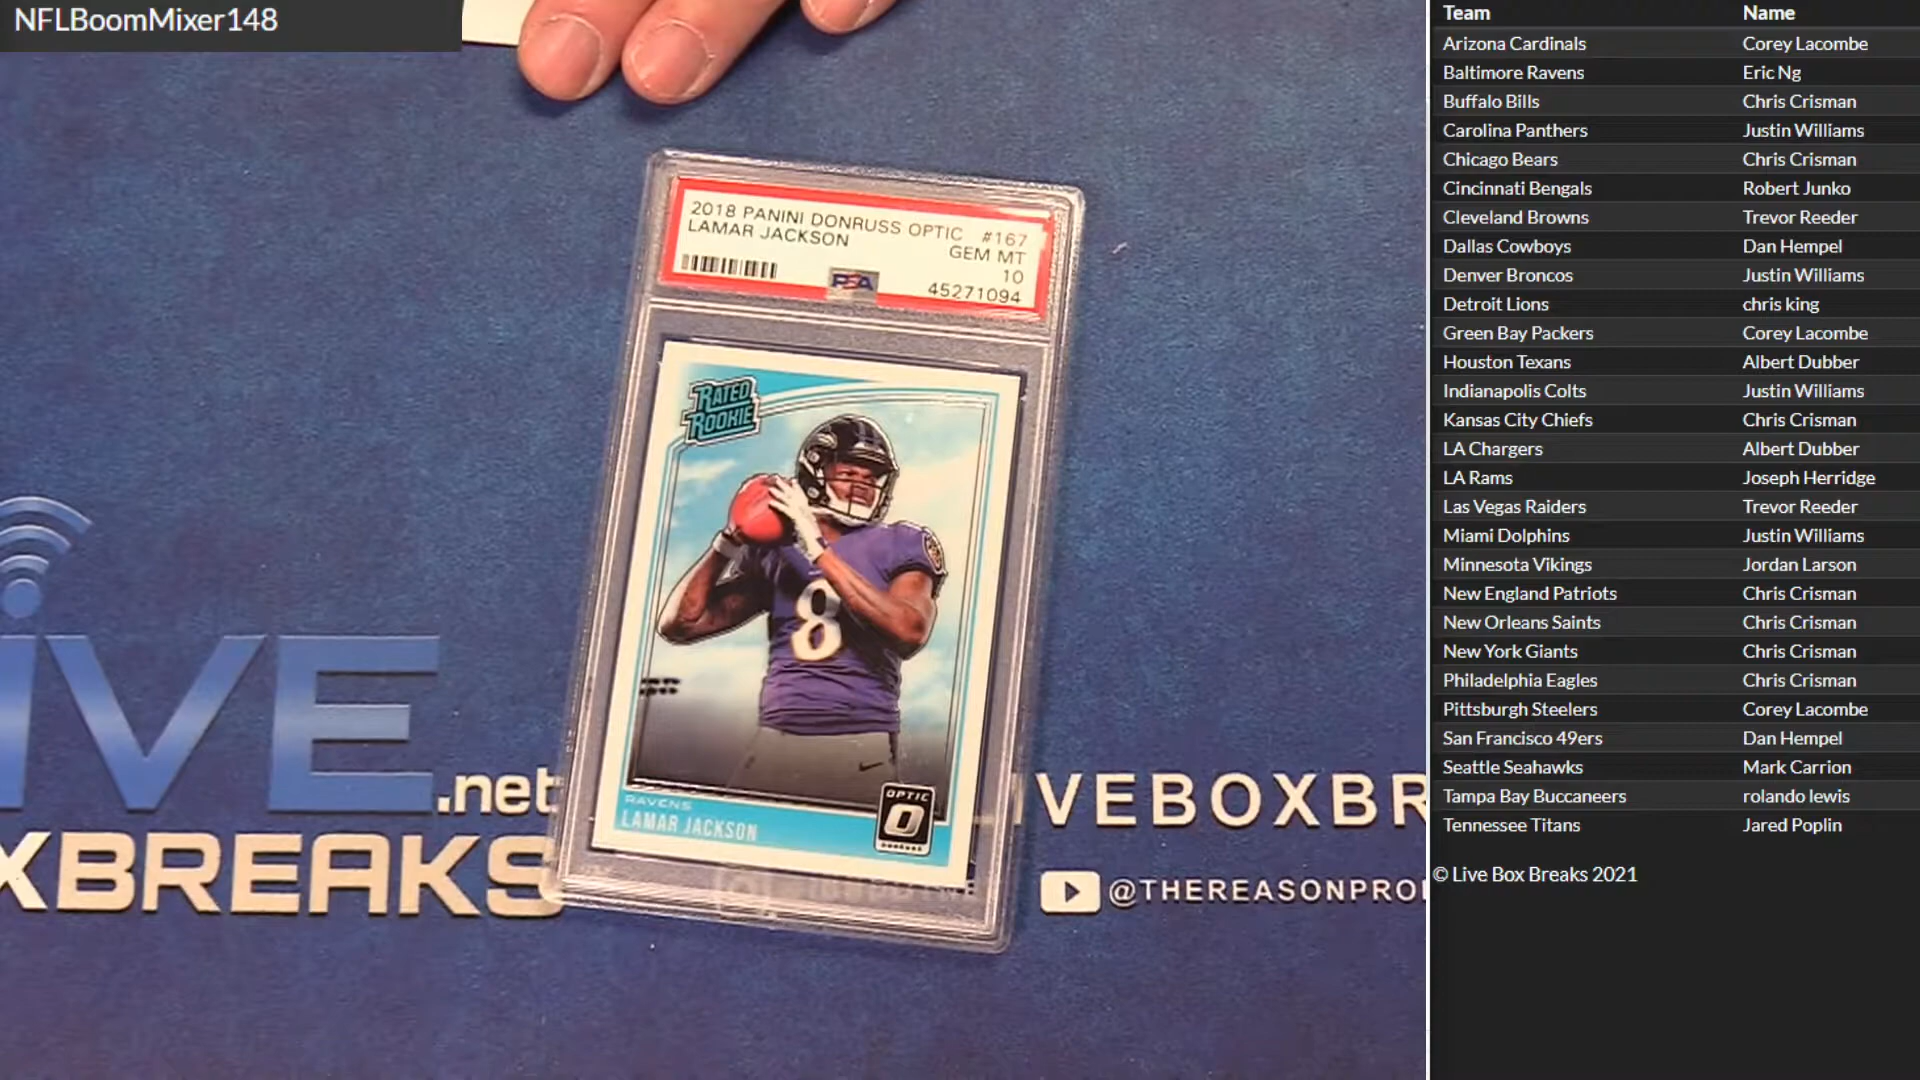 NFLBoomMixer148
2018 PANINI DONRUSS OPTIC #167
LAMAR JACKSON GEM MT
10
PSA 45271094
RATED
ROOKIE
8
OPTIC
O
DONRUSS
RAVENS
LAMAR JACKSON
IVE
.net
XBREAKS
VEBOXBR
@THEREASONPRO
Team Name
Arizona Cardinals Corey Lacombe
Baltimore Ravens Eric Ng
Buffalo Bills Chris Crisman
Carolina Panthers Justin Williams
Chicago Bears Chris Crisman
Cincinnati Bengals Robert Junko
Cleveland Browns Trevor Reeder
Dallas Cowboys Dan Hempel
Denver Broncos Justin Williams
Detroit Lions chris king
Green Bay Packers Corey Lacombe
Houston Texans Albert Dubber
Indianapolis Colts Justin Williams
Kansas City Chiefs Chris Crisman
LA Chargers Albert Dubber
LA Rams Joseph Herridge
Las Vegas Raiders Trevor Reeder
Miami Dolphins Justin Williams
Minnesota Vikings Jordan Larson
New England Patriots Chris Crisman
New Orleans Saints Chris Crisman
New York Giants Chris Crisman
Philadelphia Eagles Chris Crisman
Pittsburgh Steelers Corey Lacombe
San Francisco 49ers Dan Hempel
Seattle Seahawks Mark Carrion
Tampa Bay Buccaneers rolando lewis
Tennessee Titans Jared Poplin
© Live Box Breaks 2021